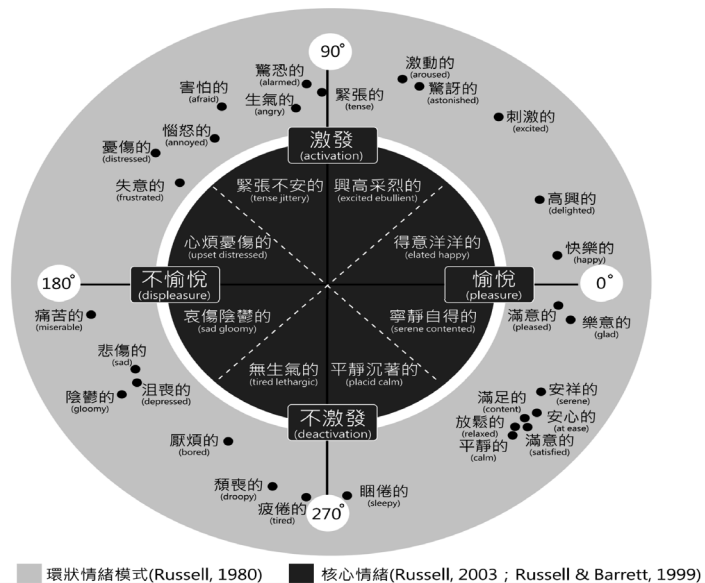 90°
激動的
(aroused)
驚恐的
(alarmed)
驚訝的
(astonished)
害怕的
(afraid)
生氣的
(angry)
緊張的
(tense)
刺激的
(excited)
惱怒的
(annoyed)
憂傷的
(distressed)
激發
(activation)
失意的
(frustrated)
緊張不安的
(tense jittery)
興高采烈的
(excited ebullient)
高興的
(delighted)
心煩憂傷的
(upset distressed)
得意洋洋的
(elated happy)
快樂的
(happy)
180°
不愉悅
(displeasure)
愉悅
(pleasure)
0°
痛苦的
(miserable)
哀傷陰鬱的
(sad gloomy)
寧靜自得的
(serene contented)
滿意的
(pleased)
樂意的
(glad)
悲傷的
(sad)
無生氣的
(tired lethargic)
平靜沉著的
(placid calm)
陰鬱的
(gloomy)
沮喪的
(depressed)
滿足的
(content)
安祥的
(serene)
不激發
(deactivation)
放鬆的
(relaxed)
安心的
(at ease)
厭煩的
(bored)
平靜的
(calm)
滿意的
(satisfied)
頹喪的
(droopy)
睏倦的
(sleepy)
疲倦的
(tired)
270°
環狀情緒模式(Russell, 1980)
核心情緒(Russell, 2003；Russell & Barrett, 1999)